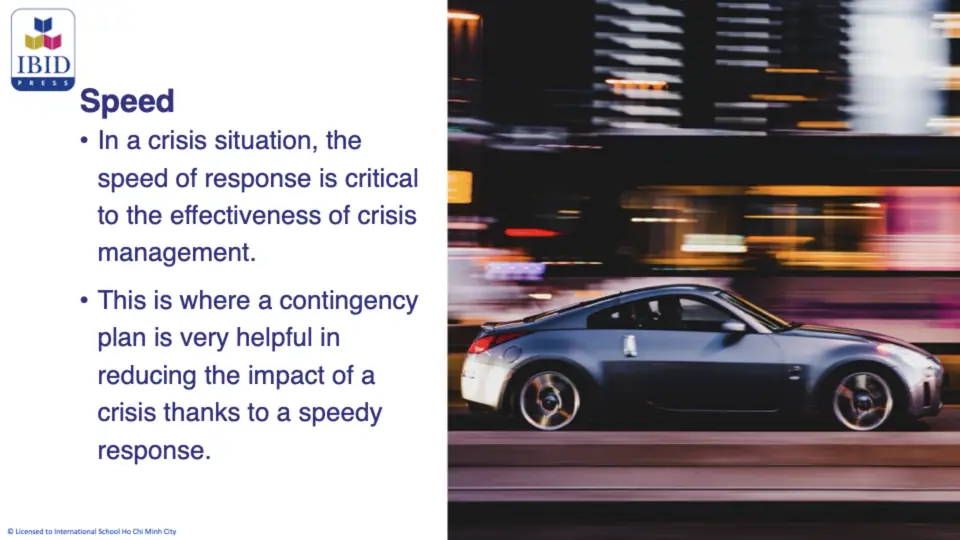 IBID
PRESS
Speed
• In a crisis situation, the
speed of response is critical
to the effectiveness of crisis
management.
• This is where a contingency
plan is very helpful in
reducing the impact of a
crisis thanks to a speedy
response.
© Licensed to International School Ho Chi Minh City